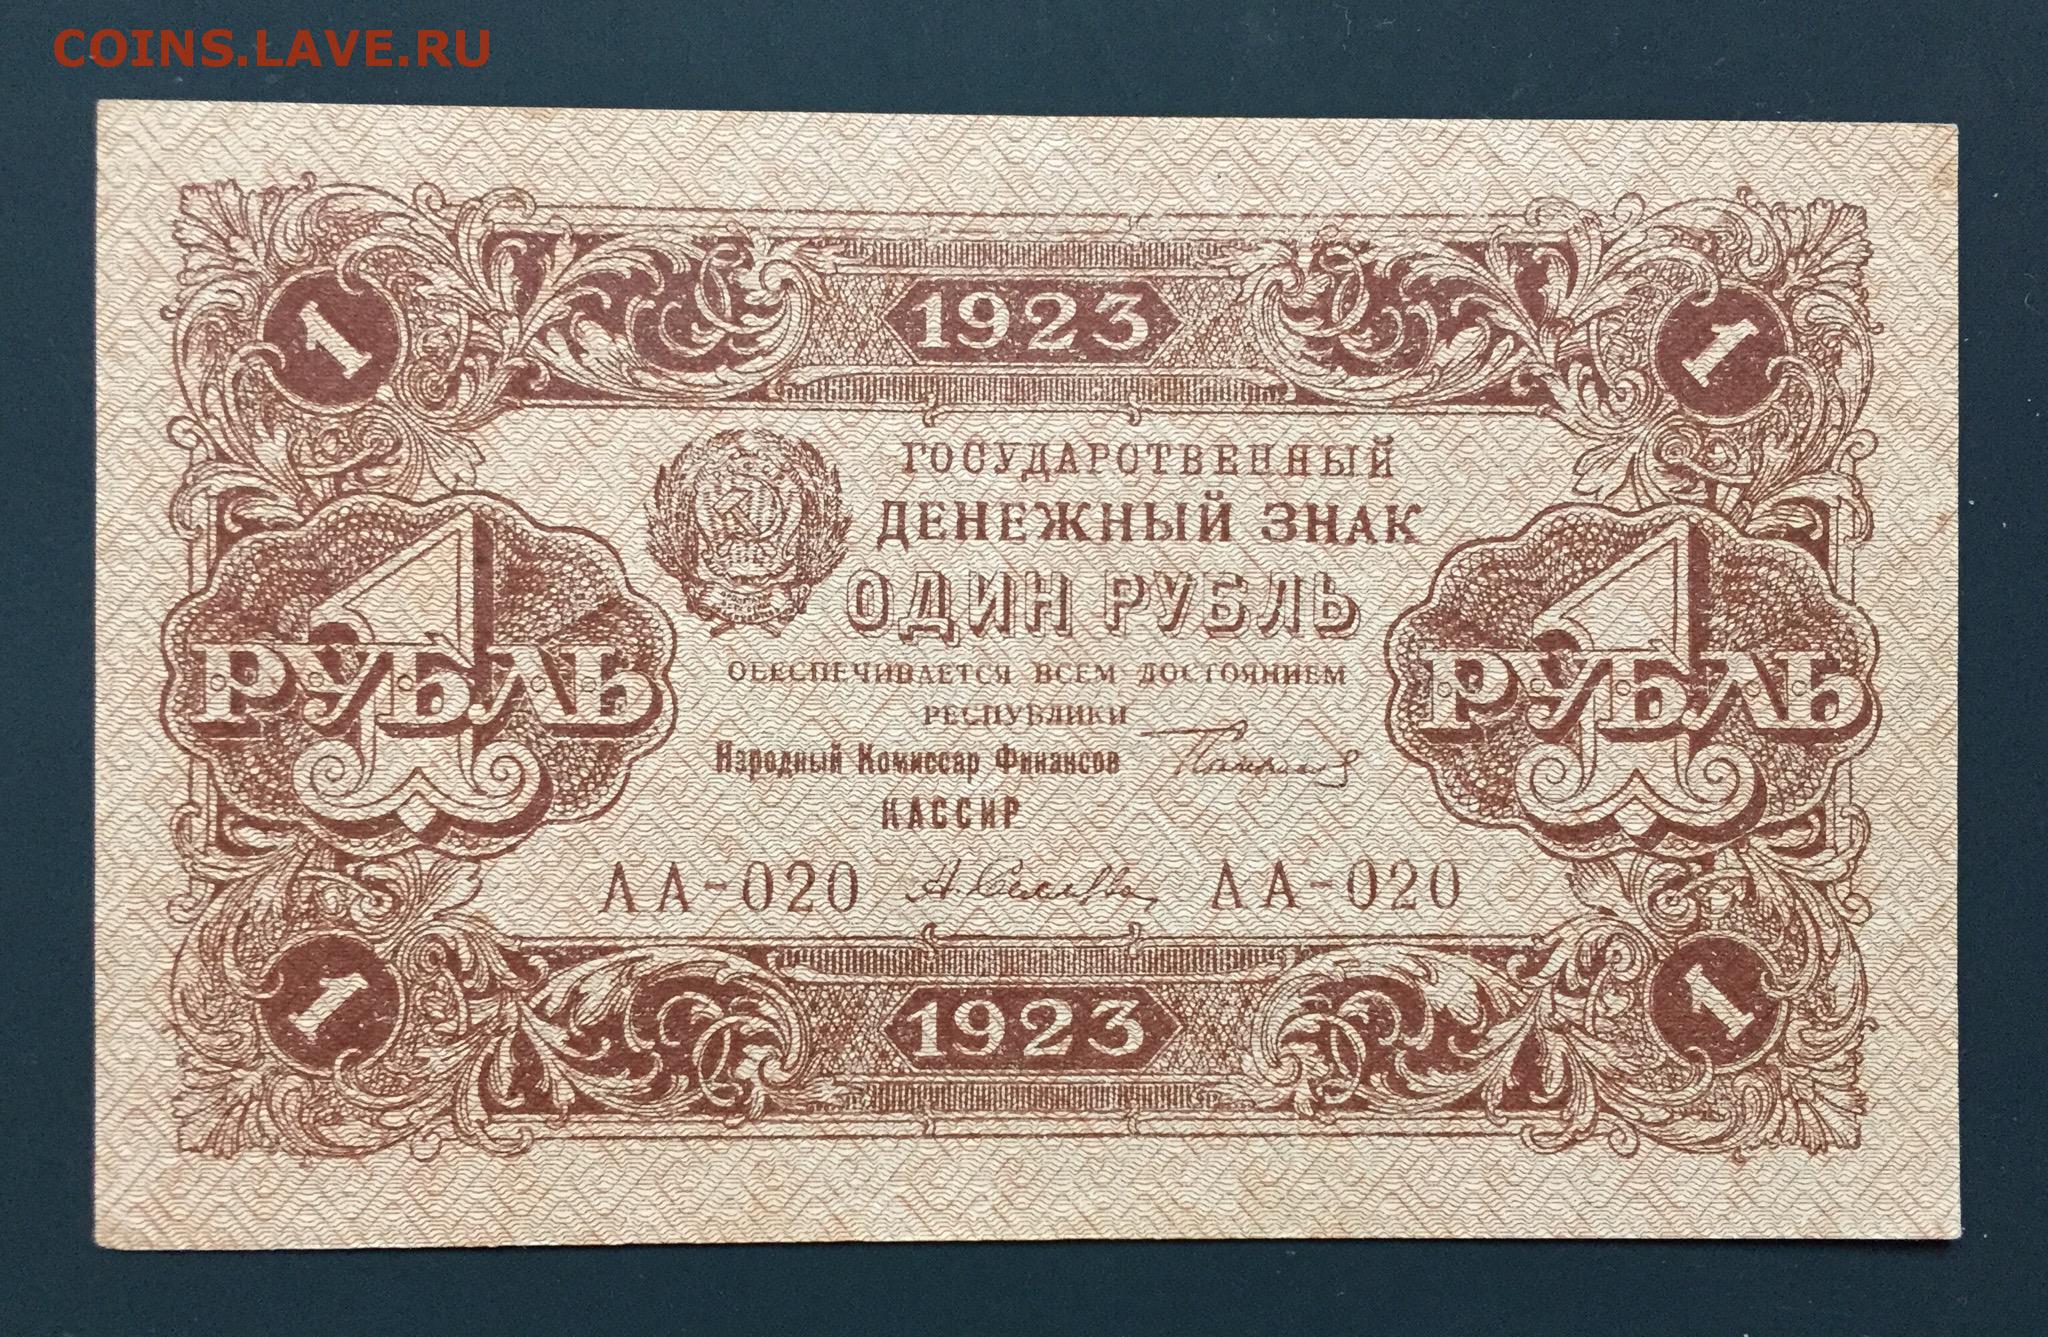 COINS.LAVE.RU
1 1923 1
ГОСУДАРСТВЕННЫЙ
ДЕНЕЖНЫЙ ЗНАК
ОДИН РУБЛЬ
1 РУБЛЬ
1 РУБЛЬ
ОБЕСПЕЧИВАЕТСЯ ВСЕМ ДОСТОЯНИЕМ
РЕСПУБЛИКИ
Народный Комиссар Финансов
КАССИР
АА-020 АА-020
1 1923 1